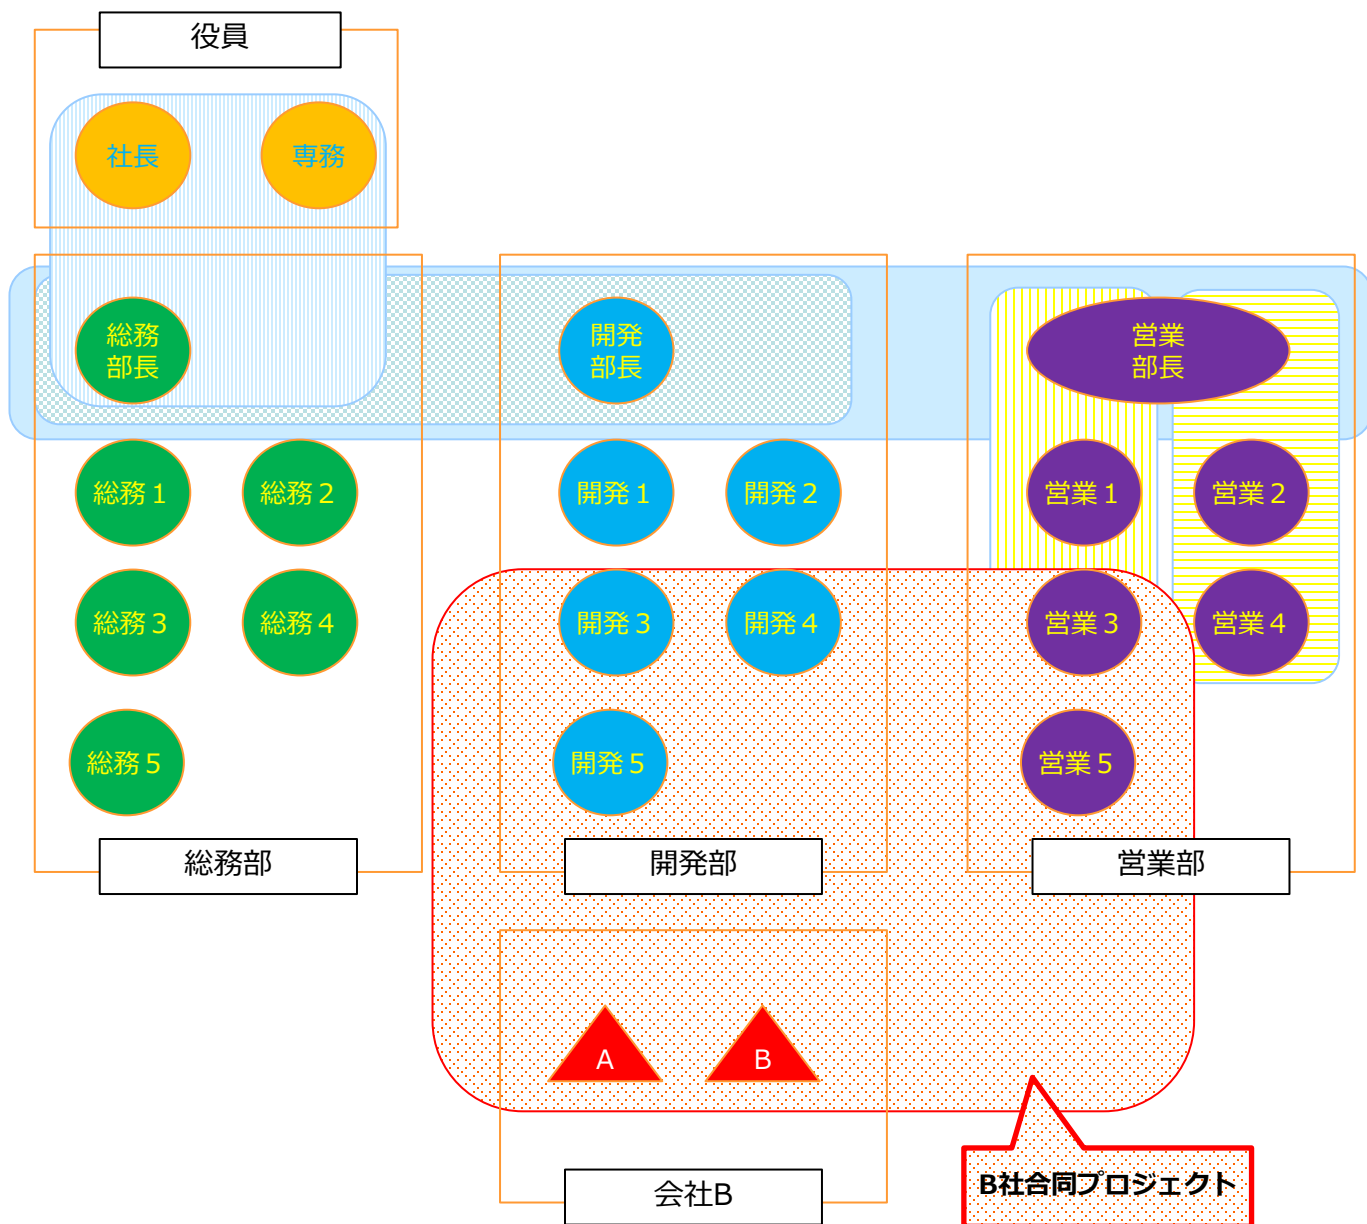 役員
社長
専務
総務
部長
開発
部長
営業
部長
総務１
総務２
開発１
開発２
営業１
営業２
総務３
総務４
開発３
開発４
営業３
営業４
総務５
開発５
営業５
総務部
開発部
営業部
A
B
会社B
B社合同プロジェクト